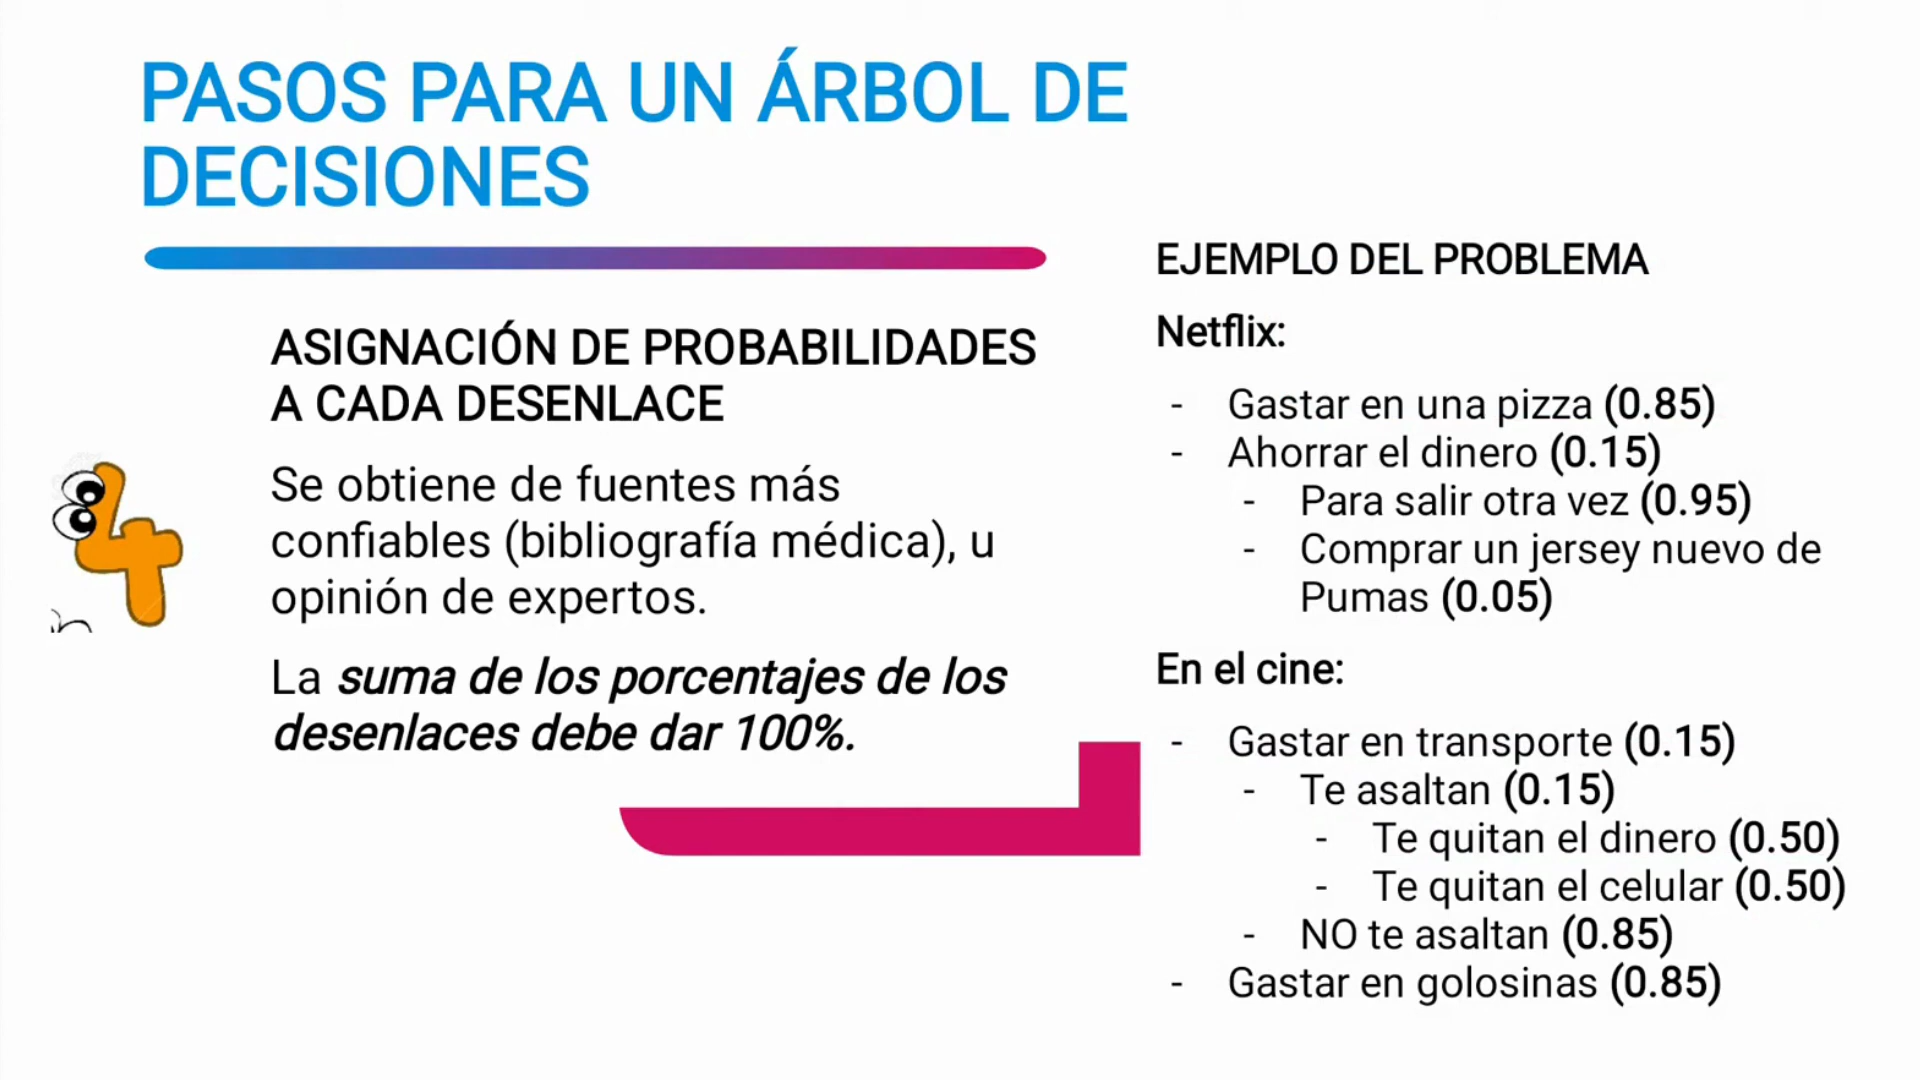 PASOS PARA UN ÁRBOL DE
DECISIONES
ASIGNACIÓN DE PROBABILIDADES
A CADA DESENLACE
4
Se obtiene de fuentes más
confiables (bibliografía médica), u
opinión de expertos.
La suma de los porcentajes de los
desenlaces debe dar 100%.
EJEMPLO DEL PROBLEMA
Netflix:
- Gastar en una pizza (0.85)
- Ahorrar el dinero (0.15)
- Para salir otra vez (0.95)
- Comprar un jersey nuevo de
Pumas (0.05)
En el cine:
- Gastar en transporte (0.15)
- Te asaltan (0.15)
- Te quitan el dinero (0.50)
- Te quitan el celular (0.50)
- NO te asaltan (0.85)
- Gastar en golosinas (0.85)